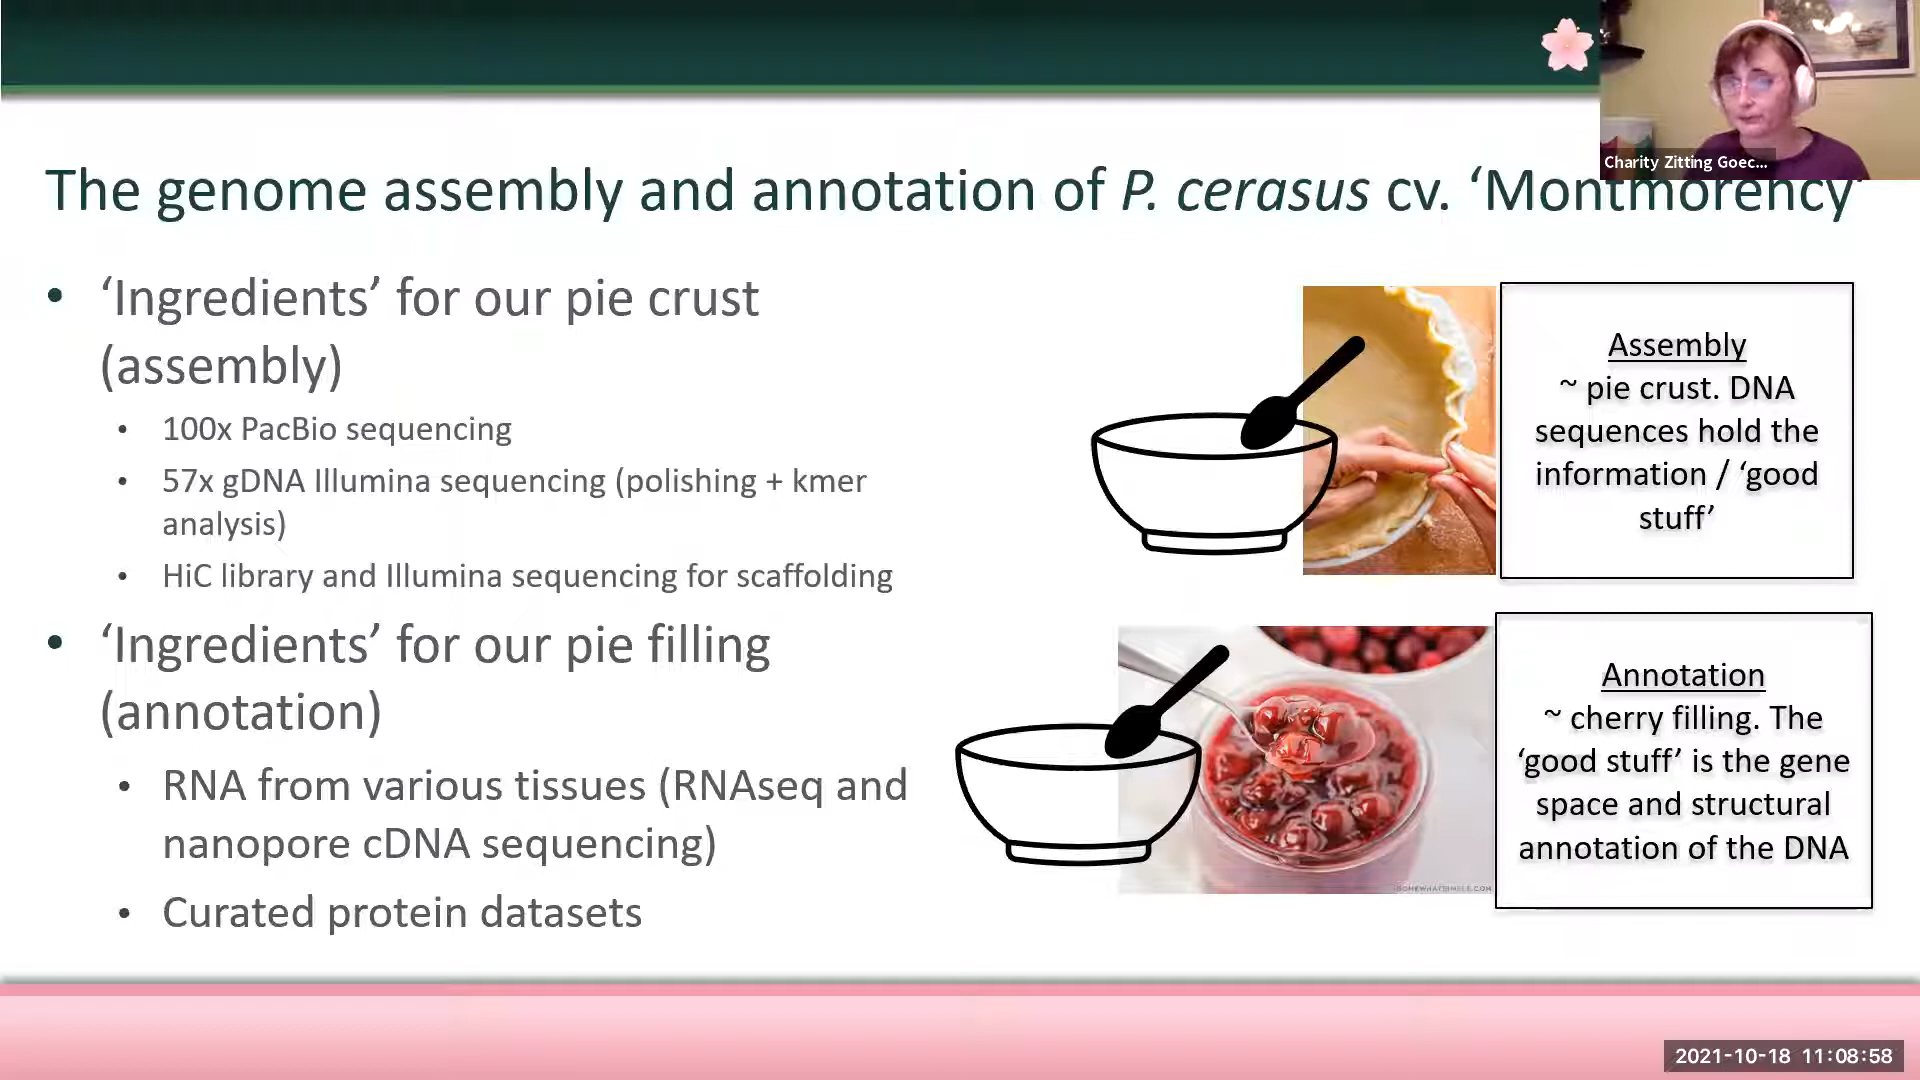 Charity Zitting Goec...
The genome assembly and annotation of P. cerasus cv. ‘Montmorency’
• ‘Ingredients’ for our pie crust
(assembly)
• 100x PacBio sequencing
• 57x gDNA Illumina sequencing (polishing + kmer
analysis)
• HiC library and Illumina sequencing for scaffolding
• ‘Ingredients’ for our pie filling
(annotation)
• RNA from various tissues (RNAseq and
nanopore cDNA sequencing)
• Curated protein datasets
Assembly
~ pie crust. DNA
sequences hold the
information / ‘good
stuff’
Annotation
~ cherry filling. The
‘good stuff’ is the gene
space and structural
annotation of the DNA
SOMEWHATSIMPLE.COM
2021-10-18 11:08:58